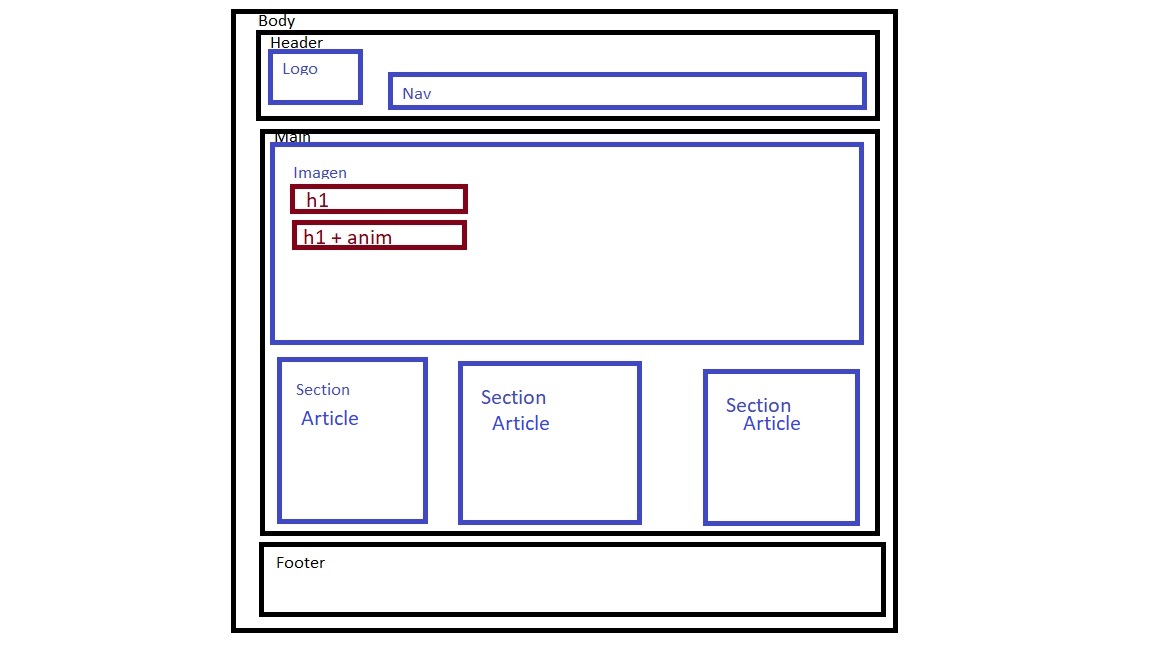 Body
Header
Logo
Nav
Main
Imagen
h1
h1 + anim
Section
Article
Section
Article
Section
Article
Footer